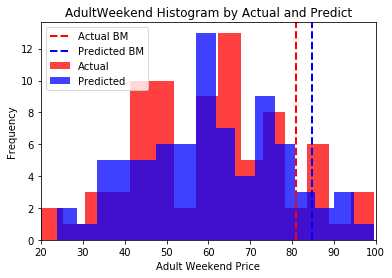 AdultWeekend Histogram by Actual and Predict
Actual BM
Predicted BM
Actual
Predicted
Frequency
12
10
8
6
4
2
0
20
30
40
50
60
70
80
90
100
Adult Weekend Price